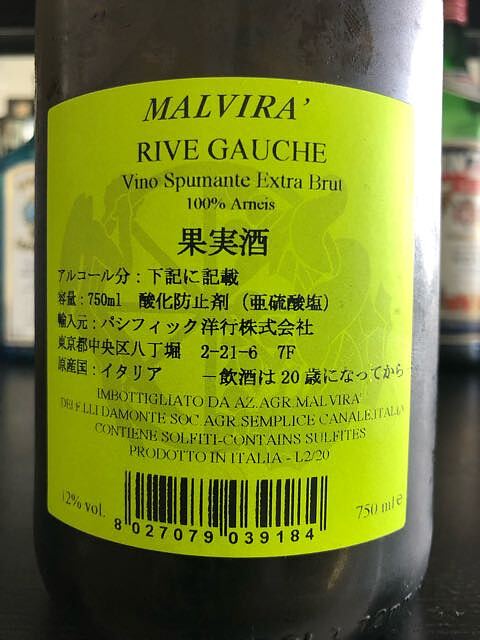 MALVIRA'
RIVE GAUCHE
Vino Spumante Extra Brut
100% Arneis
果実酒
アルコール分：下記に記載
容量：750ml 酸化防止剤（亜硫酸塩）
輸入元：パシフィック洋行株式会社
東京都中央区八丁堀 2-21-6 7F
原産国：イタリア ー飲酒は20歳になってから
IMBOTTIGLIATO DA AZ.AGR.MALVIRA'
DEI F.LLI DAMONTE SOC AGR SEMPLICE CANALE.ITALIA
CONTIENE SOLFITI-CONTAINS SULFITES
PRODOTTO IN ITALIA - L2/20
12% vol.
750 ml e
8 027079 039184